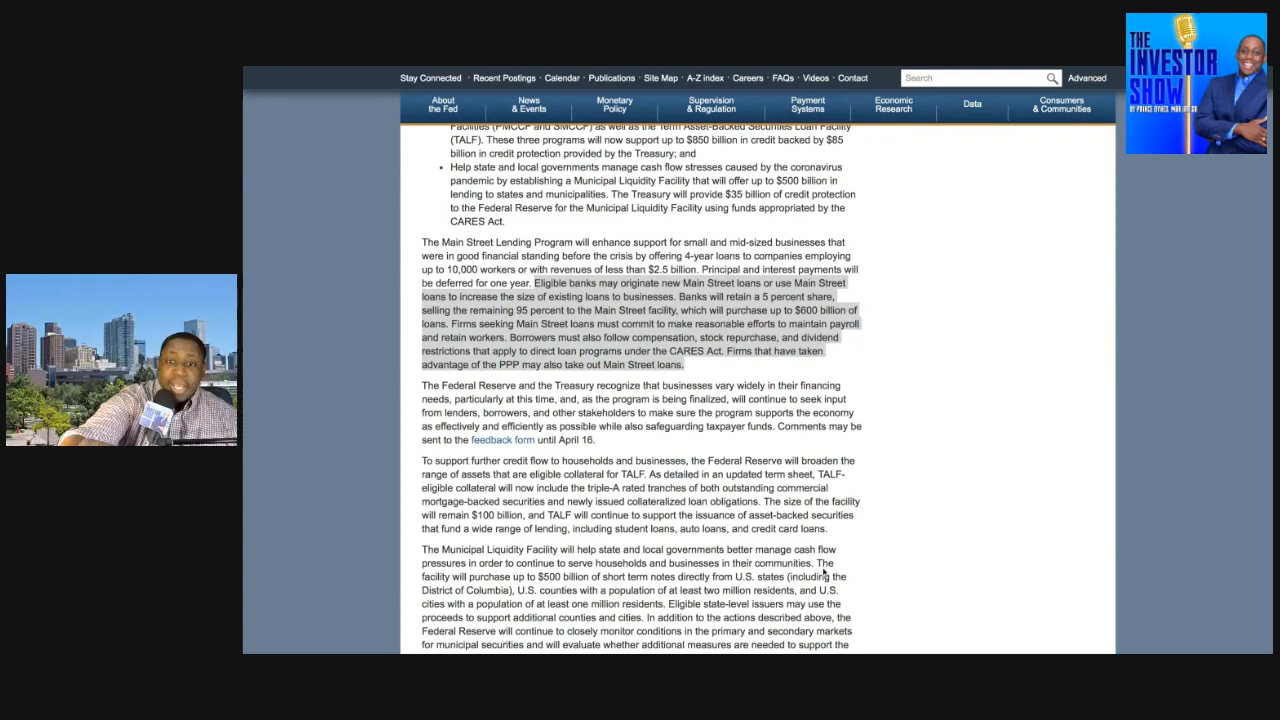 Stay Connected · Recent Postings · Calendar · Publications · Site Map · A-Z index · Careers · FAQs · Videos · Contact
Search
Advanced
About the Fed
News & Events
Monetary Policy
Supervision & Regulation
Payment Systems
Economic Research
Data
Consumers & Communities
THE
INVESTOR
SHOW
Facilities (PMCCF and SMCCF) as well as the Term Asset-Backed Securities Loan Facility
(TALF). These three programs will now support up to $850 billion in credit backed by $85
billion in credit protection provided by the Treasury; and
• Help state and local governments manage cash flow stresses caused by the coronavirus
pandemic by establishing a Municipal Liquidity Facility that will offer up to $500 billion in
lending to states and municipalities. The Treasury will provide $35 billion of credit protection
to the Federal Reserve for the Municipal Liquidity Facility using funds appropriated by the
CARES Act.
The Main Street Lending Program will enhance support for small and mid-sized businesses that
were in good financial standing before the crisis by offering 4-year loans to companies employing
up to 10,000 workers or with revenues of less than $2.5 billion. Principal and interest payments will
be deferred for one year. Eligible banks may originate new Main Street loans or use Main Street
loans to increase the size of existing loans to businesses. Banks will retain a 5 percent share,
selling the remaining 95 percent to the Main Street facility, which will purchase up to $600 billion of
loans. Firms seeking Main Street loans must commit to make reasonable efforts to maintain payroll
and retain workers. Borrowers must also follow compensation, stock repurchase, and dividend
restrictions that apply to direct loan programs under the CARES Act. Firms that have taken
advantage of the PPP may also take out Main Street loans.
The Federal Reserve and the Treasury recognize that businesses vary widely in their financing
needs, particularly at this time, and, as the program is being finalized, will continue to seek input
from lenders, borrowers, and other stakeholders to make sure the program supports the economy
as effectively and efficiently as possible while also safeguarding taxpayer funds. Comments may be
sent to the feedback form until April 16.
To support further credit flow to households and businesses, the Federal Reserve will broaden the
range of assets that are eligible collateral for TALF. As detailed in an updated term sheet, TALF-
eligible collateral will now include the triple-A rated tranches of both outstanding commercial
mortgage-backed securities and newly issued collateralized loan obligations. The size of the facility
will remain $100 billion, and TALF will continue to support the issuance of asset-backed securities
that fund a wide range of lending, including student loans, auto loans, and credit card loans.
The Municipal Liquidity Facility will help state and local governments better manage cash flow
pressures in order to continue to serve households and businesses in their communities. The
facility will purchase up to $500 billion of short term notes directly from U.S. states (including the
District of Columbia), U.S. counties with a population of at least two million residents, and U.S.
cities with a population of at least one million residents. Eligible state-level issuers may use the
proceeds to support additional counties and cities. In addition to the actions described above, the
Federal Reserve will continue to closely monitor conditions in the primary and secondary markets
for municipal securities and will evaluate whether additional measures are needed to support the